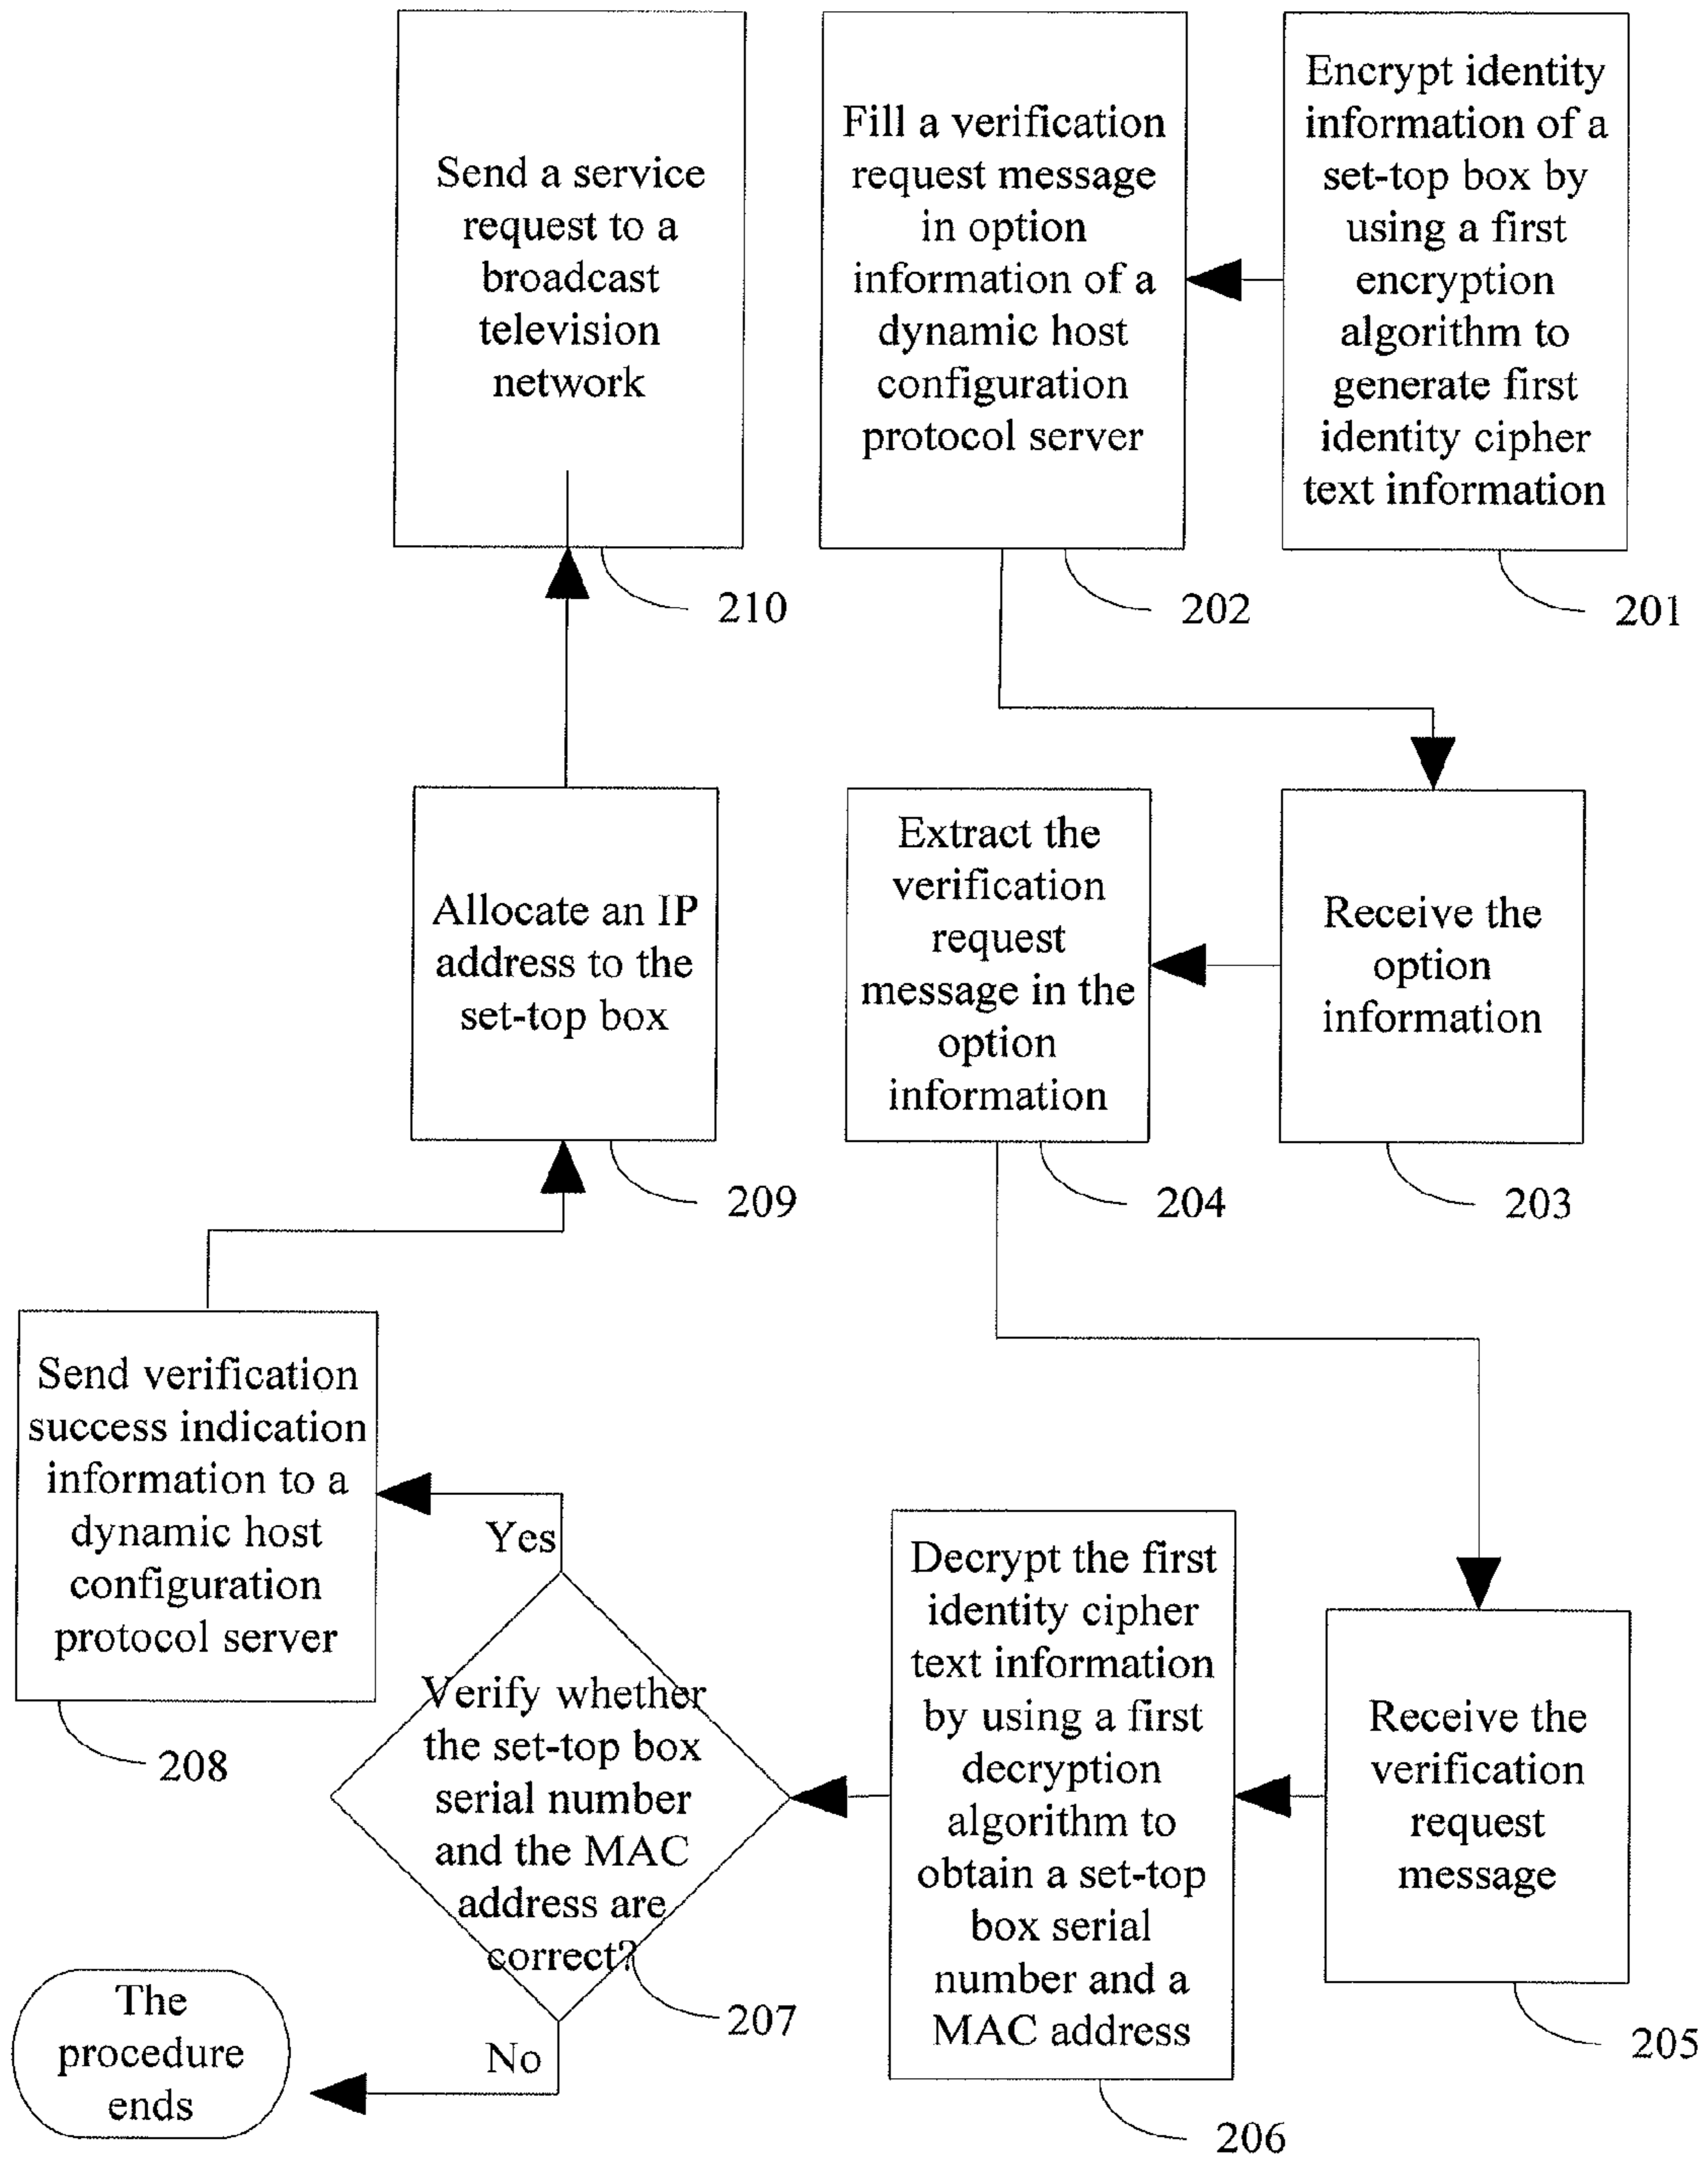 Encrypt identity
information of a
set-top box by
using a first
encryption
algorithm to
generate first
identity cipher
text information
201
Fill a verification
request message
in option
information of a
dynamic host
configuration
protocol server
202
Receive the
option
information
203
Extract the
verification
request
message in the
option
information
204
Receive the
verification
request
message
205
Decrypt the first
identity cipher
text information
by using a first
decryption
algorithm to
obtain a set-top
box serial
number and a
MAC address
206
Verify whether
the set-top box
serial number
and the MAC
address are
correct?
207
Yes
No
The
procedure
ends
Send verification
success indication
information to a
dynamic host
configuration
protocol server
208
Allocate an IP
address to the
set-top box
209
Send a service
request to a
broadcast
television
network
210